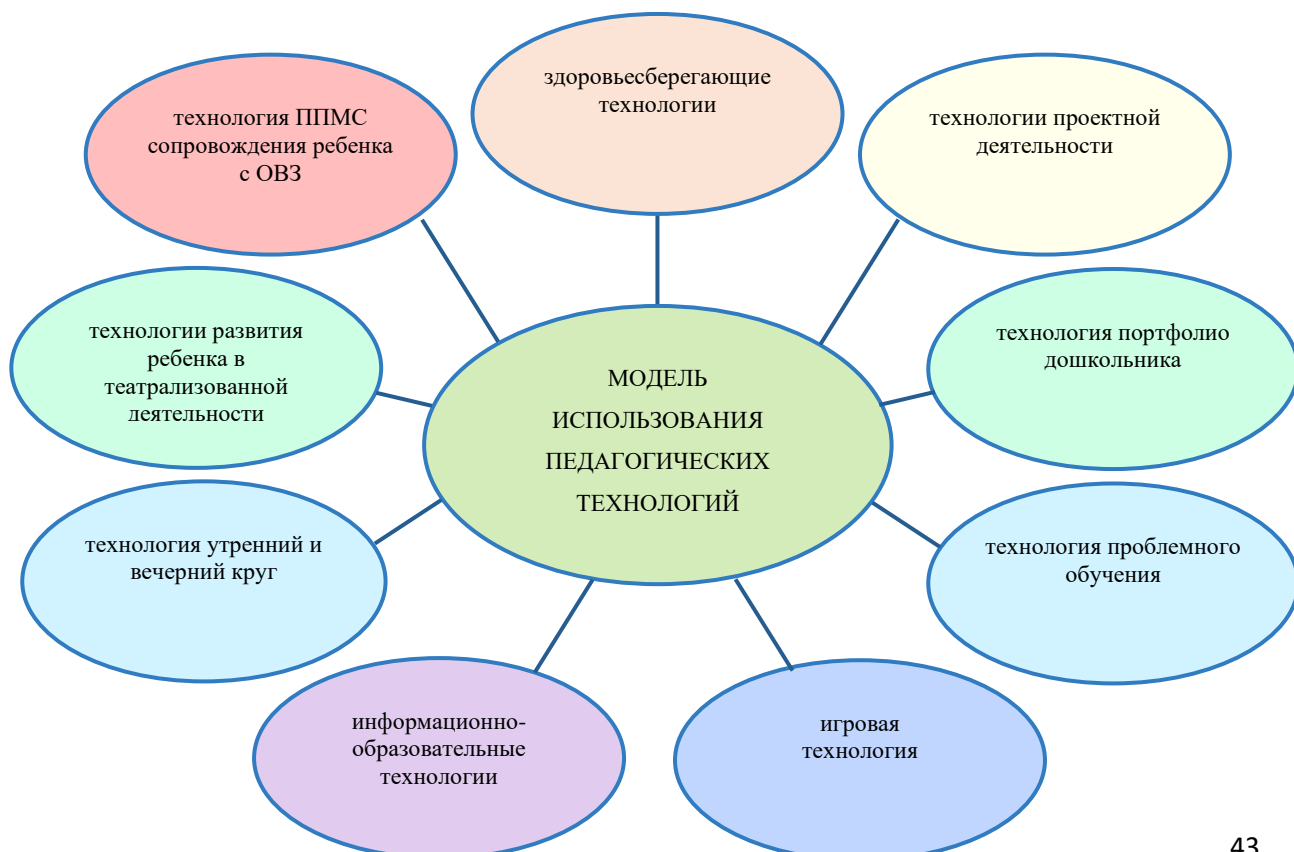 здоровьесберегающие
технологии
технология ППМС
сопровождения ребенка
с ОВЗ
технологии проектной
деятельности
технологии развития
ребенка в
театрализованной
деятельности
технология портфолио
дошкольника
МОДЕЛЬ
ИСПОЛЬЗОВАНИЯ
ПЕДАГОГИЧЕСКИХ
ТЕХНОЛОГИЙ
технология утренний и
вечерний круг
технология проблемного
обучения
информационно-
образовательные
технологии
игровая
технология
43